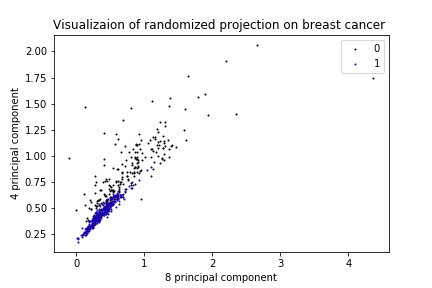 Visualizaion of randomized projection on breast cancer
0
1
2.00
1.75
1.50
1.25
1.00
0.75
0.50
0.25
4 principal component
0 1 2 3 4
8 principal component